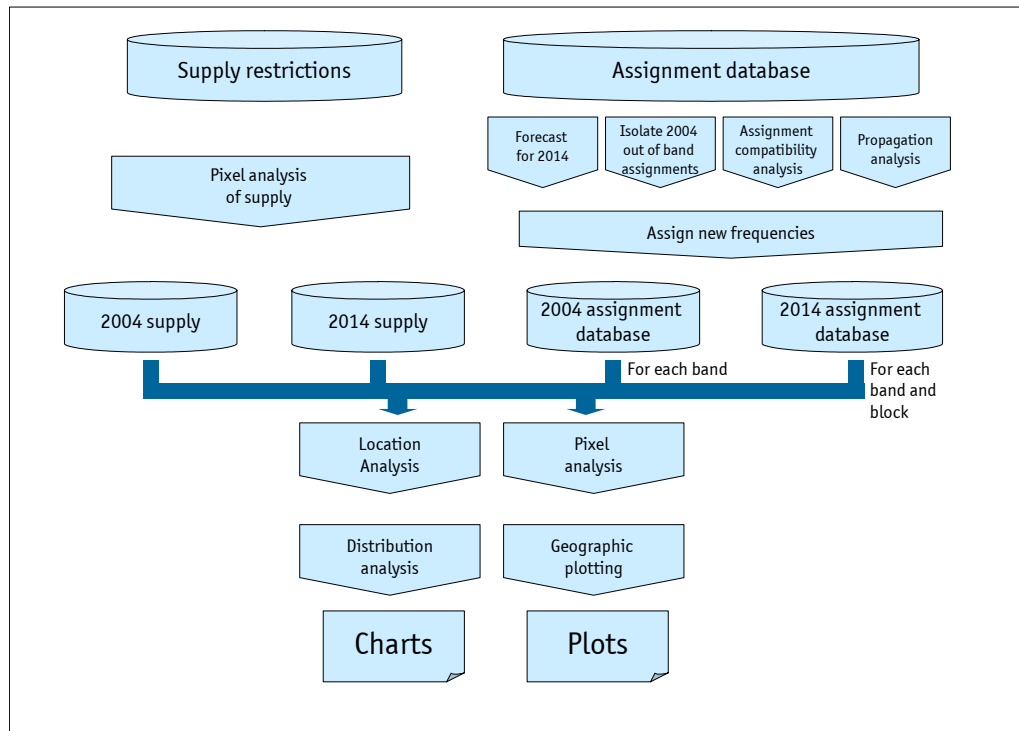 Supply restrictions
Assignment database
Forecast
for 2014
Isolate 2004
out of band
assignments
Assignment
compatibility
analysis
Propagation
analysis
Pixel analysis
of supply
Assign new frequencies
2004 supply
2014 supply
2004 assignment
database
2014 assignment
database
For each band
For each
band and
block
Location
Analysis
Pixel
analysis
Distribution
analysis
Geographic
plotting
Charts
Plots